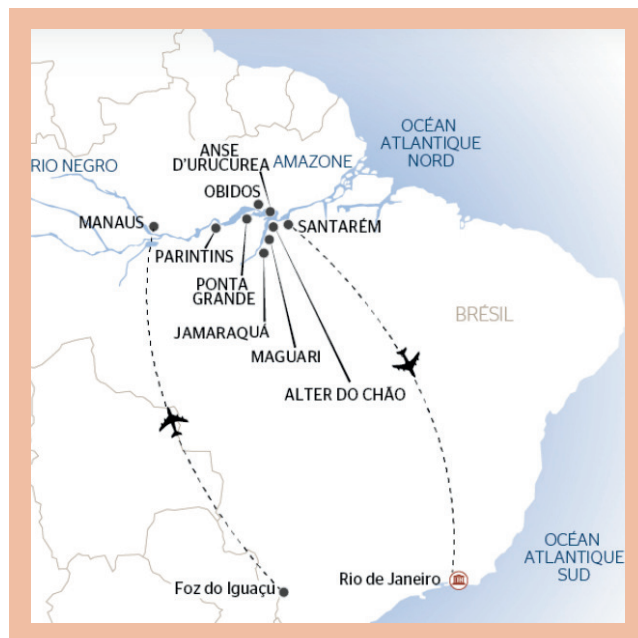 OCÉAN
ATLANTIQUE
NORD
ANSE
D'URUCUREA
AMAZONE
RIO NEGRO
OBIDOS
MANAUS
SANTARÉM
PARINTINS
PONTA
GRANDE
BRÉSIL
JAMARAQUÁ
MAGUARI
ALTER DO CHÃO
OCÉAN
ATLANTIQUE
SUD
Foz do Iguaçu
Rio de Janeiro